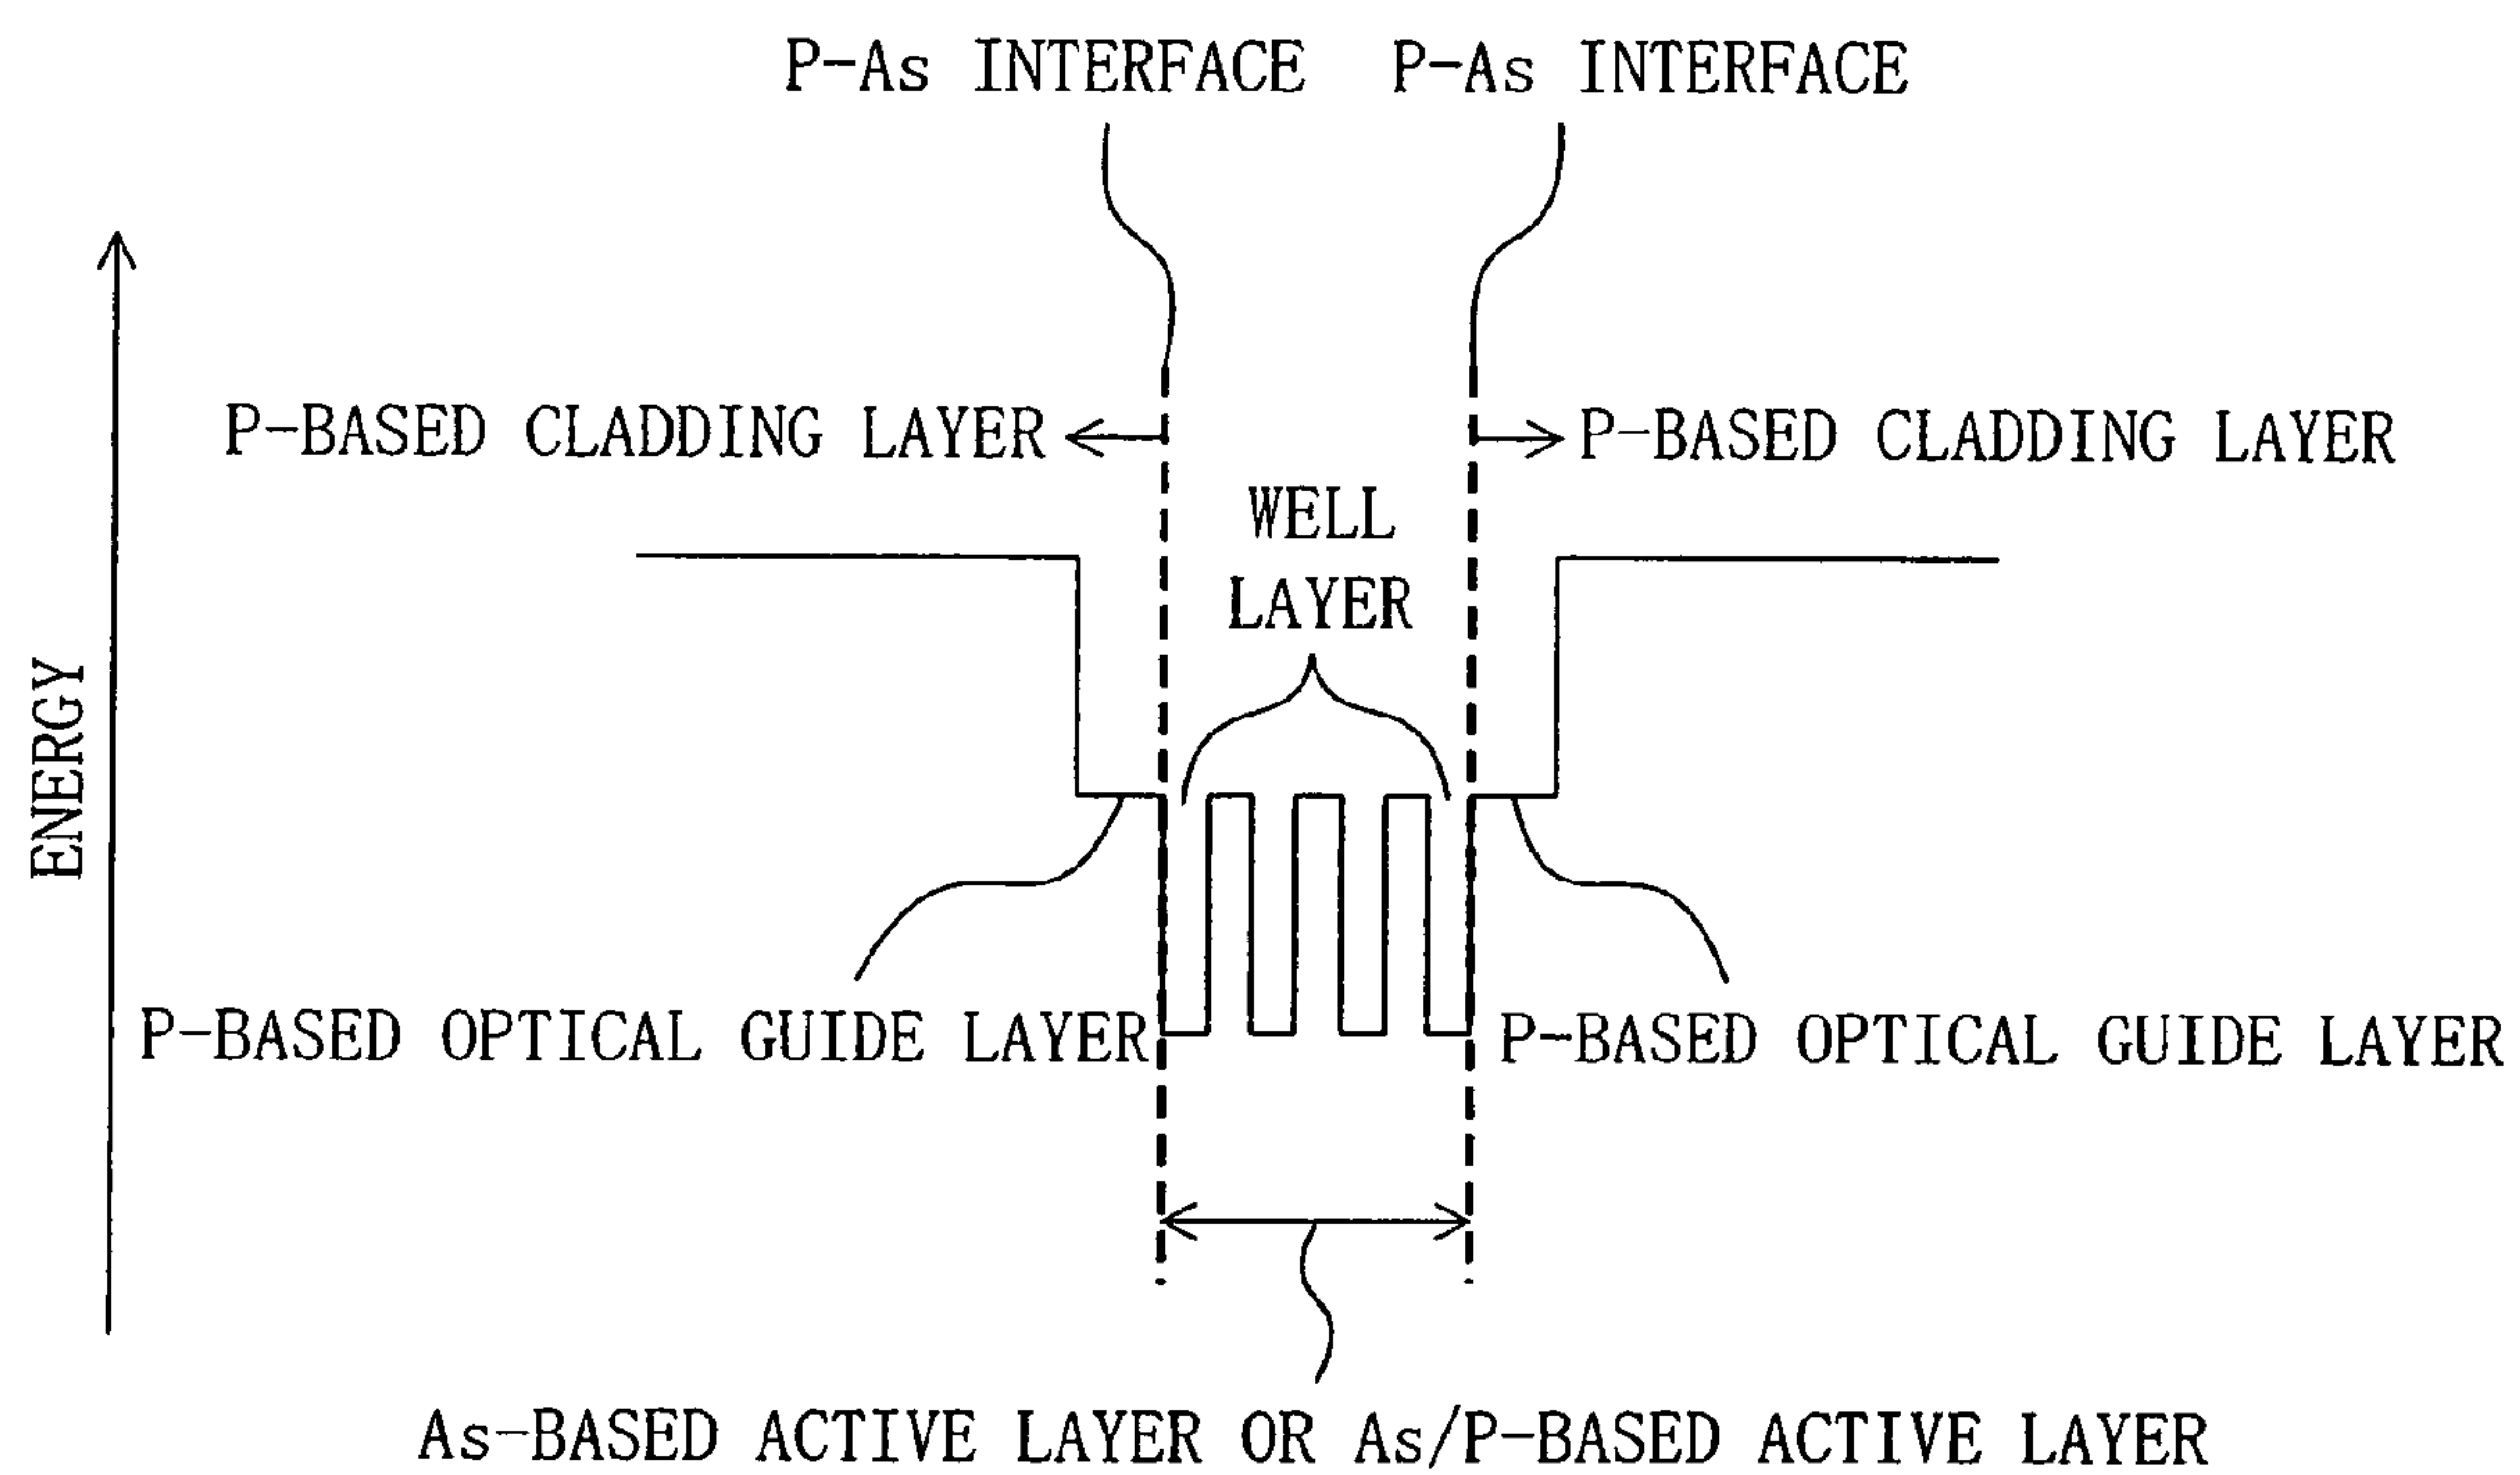 P-As INTERFACE P-As INTERFACE
P-BASED CLADDING LAYER P-BASED CLADDING LAYER
WELL
LAYER
ENERGY
P-BASED OPTICAL GUIDE LAYER P-BASED OPTICAL GUIDE LAYER
As-BASED ACTIVE LAYER OR As/P-BASED ACTIVE LAYER